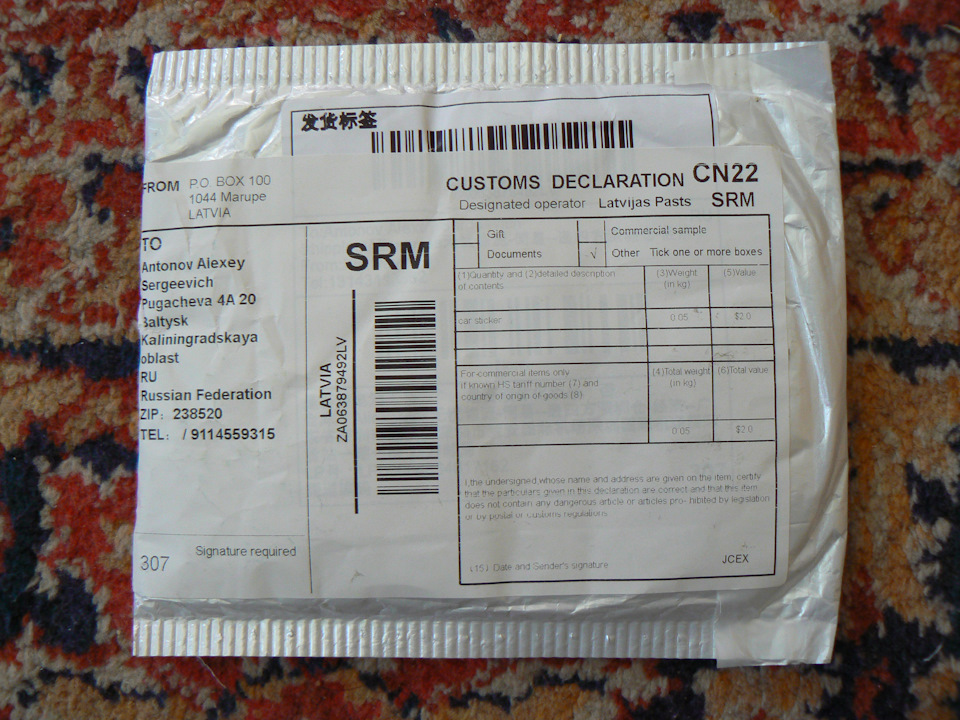 发货标签
FROM PO BOX 100
1044 Marupe
LATVIA
CUSTOMS DECLARATION CN22
Designated operator Latvijas Pasts SRM
TO
Antonov Alexey
Sergeevich
Pugacheva 4A 20
Baltysk
Kaliningradskaya
oblast
RU
Russian Federation
ZIP: 238520
TEL: / 9114559315
307
Signature required
SRM
LATVIA
ZA063879492LV
Gift
Commercial sample
Documents
√ Other Tick one or more boxes
(1)Quantity and (2)detailed description
of contents
(3)Weight
(in kg)
(5)Value
car sticker
0.05
$2.0
For commercial items only
If known HS tariff number (7) and
country of origin of goods (8)
(4)Total weight
(in kg)
(6)Total value
0.05
$2.0
I,the undersigned,whose name and address are given on the item, certify
that the particulars given in this declaration are correct and that this item
does not contain any dangerous article or articles pro- hibited by legislation
or by postal or customs regulations.
(15) Date and Sender's signature
JCEX